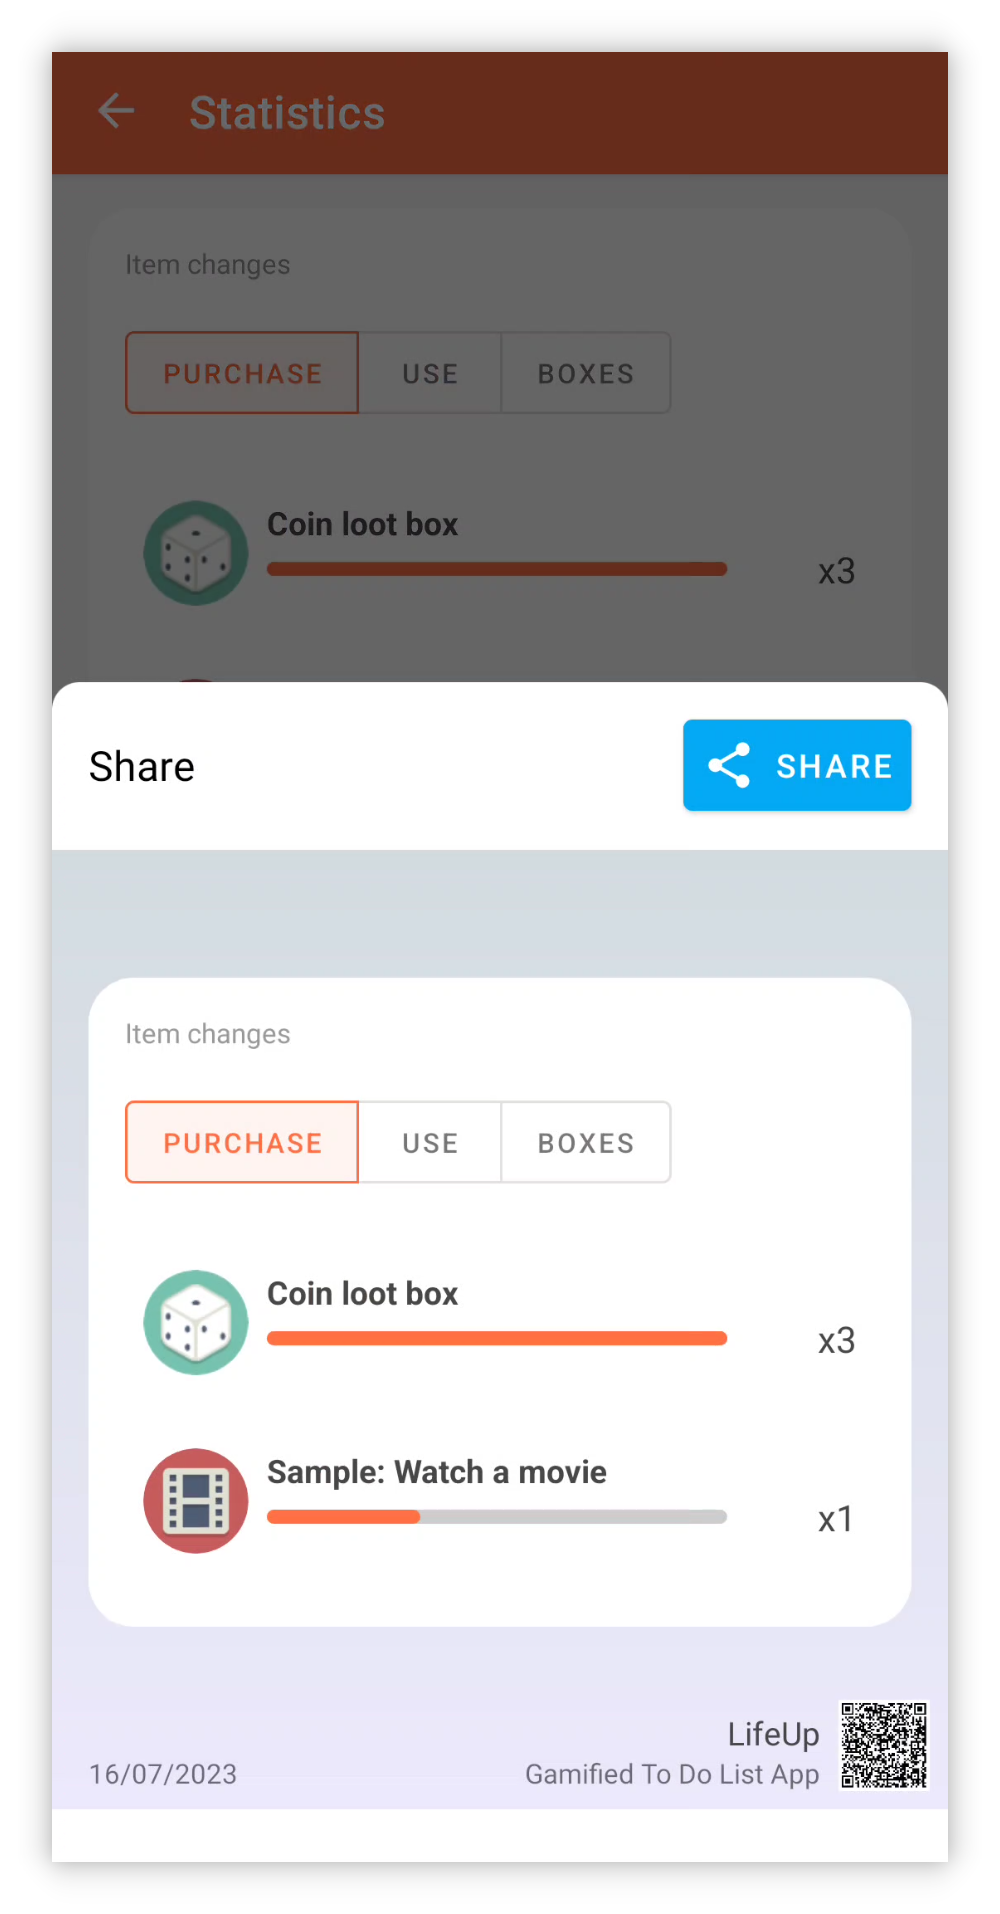 Statistics
Item changes
PURCHASE USE BOXES
Coin loot box
x3
Share
SHARE
Item changes
PURCHASE USE BOXES
Coin loot box
x3
Sample: Watch a movie
x1
LifeUp
16/07/2023 Gamified To Do List App